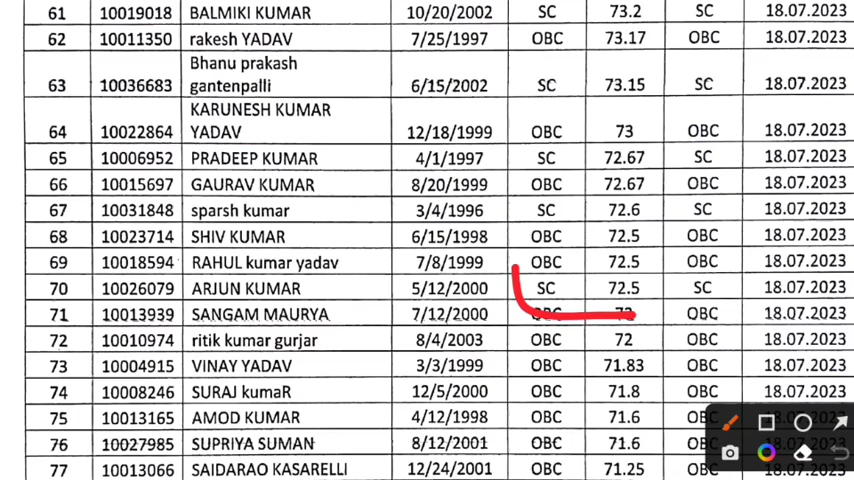 61 10019018 BALMIKI KUMAR 10/20/2002 SC 73.2 SC 18.07.2023
62 10011350 rakesh YADAV 7/25/1997 OBC 73.17 OBC 18.07.2023
Bhanu prakash
63 10036683 gantenpalli 6/15/2002 SC 73.15 SC 18.07.2023
KARUNESH KUMAR
64 10022864 YADAV 12/18/1999 OBC 73 OBC 18.07.2023
65 10006952 PRADEEP KUMAR 4/1/1997 SC 72.67 SC 18.07.2023
66 10015697 GAURAV KUMAR 8/20/1999 OBC 72.67 OBC 18.07.2023
67 10031848 sparsh kumar 3/4/1996 SC 72.6 SC 18.07.2023
68 10023714 SHIV KUMAR 6/15/1998 OBC 72.5 OBC 18.07.2023
69 10018594 RAHUL kumar yadav 7/8/1999 OBC 72.5 OBC 18.07.2023
70 10026079 ARJUN KUMAR 5/12/2000 SC 72.5 SC 18.07.2023
71 10013939 SANGAM MAURYA 7/12/2000 OBC 72 OBC 18.07.2023
72 10010974 ritik kumar gurjar 8/4/2003 OBC 72 OBC 18.07.2023
73 10004915 VINAY YADAV 3/3/1999 OBC 71.83 OBC 18.07.2023
74 10008246 SURAJ kumaR 12/5/2000 OBC 71.8 OBC 18.07.2023
75 10013165 AMOD KUMAR 4/12/1998 OBC 71.6 OBC
76 10027985 SUPRIYA SUMAN 8/12/2001 OBC 71.6 OBC
77 10013066 SAIDARAO KASARELLI 12/24/2001 OBC 71.25 OBC